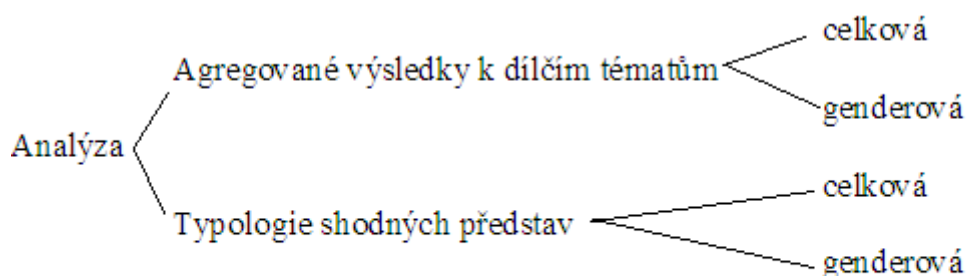 celková
Agregované výsledky k dílčím tématům
genderová
Analýza
celková
Typologie shodných představ
genderová